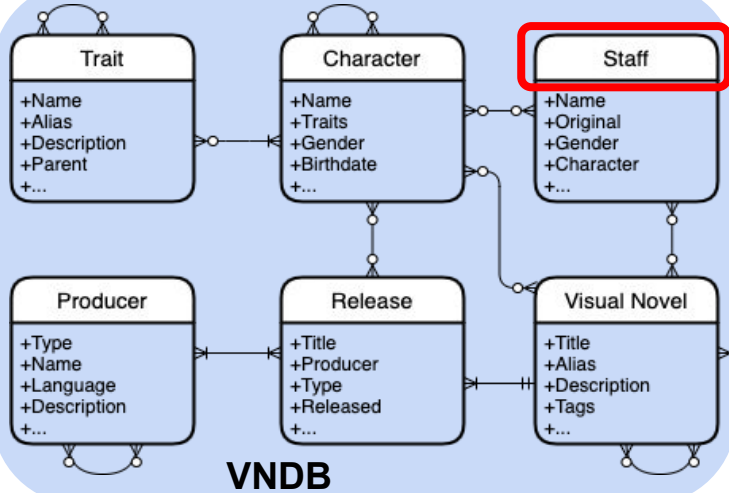 Trait
+Name
+Alias
+Description
+Parent
+...
Character
+Name
+Traits
+Gender
+Birthdate
+...
Staff
+Name
+Original
+Gender
+Character
+...
Producer
+Type
+Name
+Language
+Description
+...
Release
+Title
+Producer
+Type
+Released
+...
Visual Novel
+Title
+Alias
+Description
+Tags
+...
VNDB